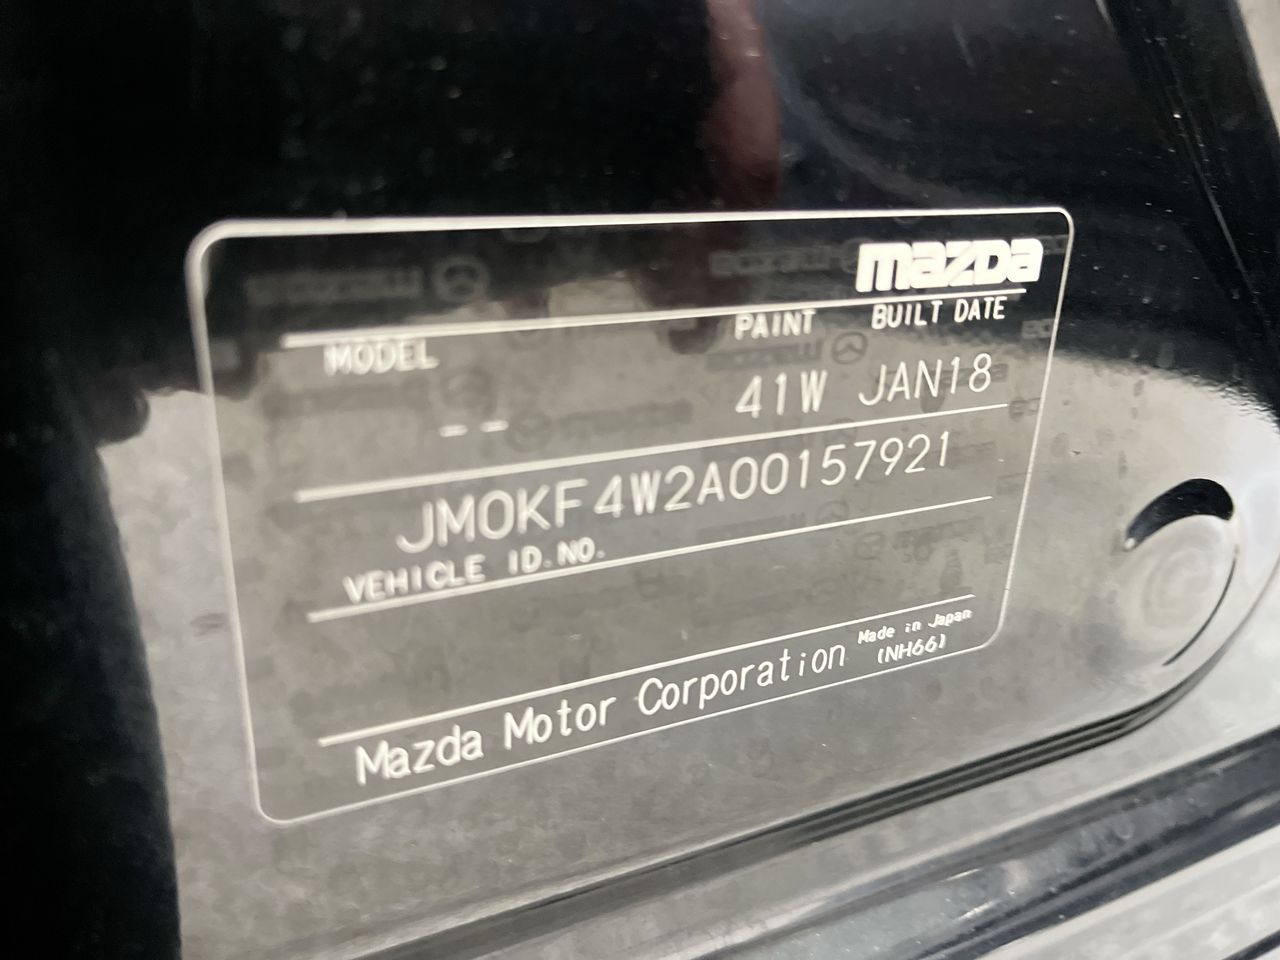 mazda
MODEL PAINT BUILT DATE
-- 41W JAN18
JM0KF4W2A00157921
VEHICLE ID.NO.
Mazda Motor Corporation Made in Japan
(NH66)